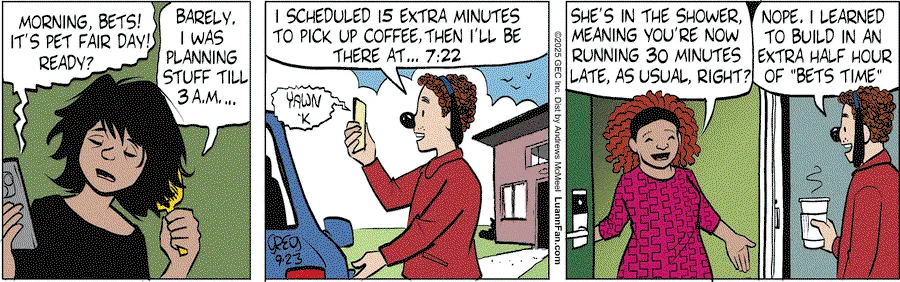 MORNING, BETS!
IT'S PET FAIR DAY!
READY?
BARELY.
I WAS
PLANNING
STUFF TILL
3 A.M. ...
I SCHEDULED 15 EXTRA MINUTES
TO PICK UP COFFEE, THEN I'LL BE
THERE AT... 7:22
YAWN
'K
GREG
9-23
©2025 GEC Inc. Dist by Andrews McMeel LuannFan.com
SHE'S IN THE SHOWER,
MEANING YOU'RE NOW
RUNNING 30 MINUTES
LATE, AS USUAL, RIGHT?
NOPE. I LEARNED
TO BUILD IN AN
EXTRA HALF HOUR
OF "BETS TIME"